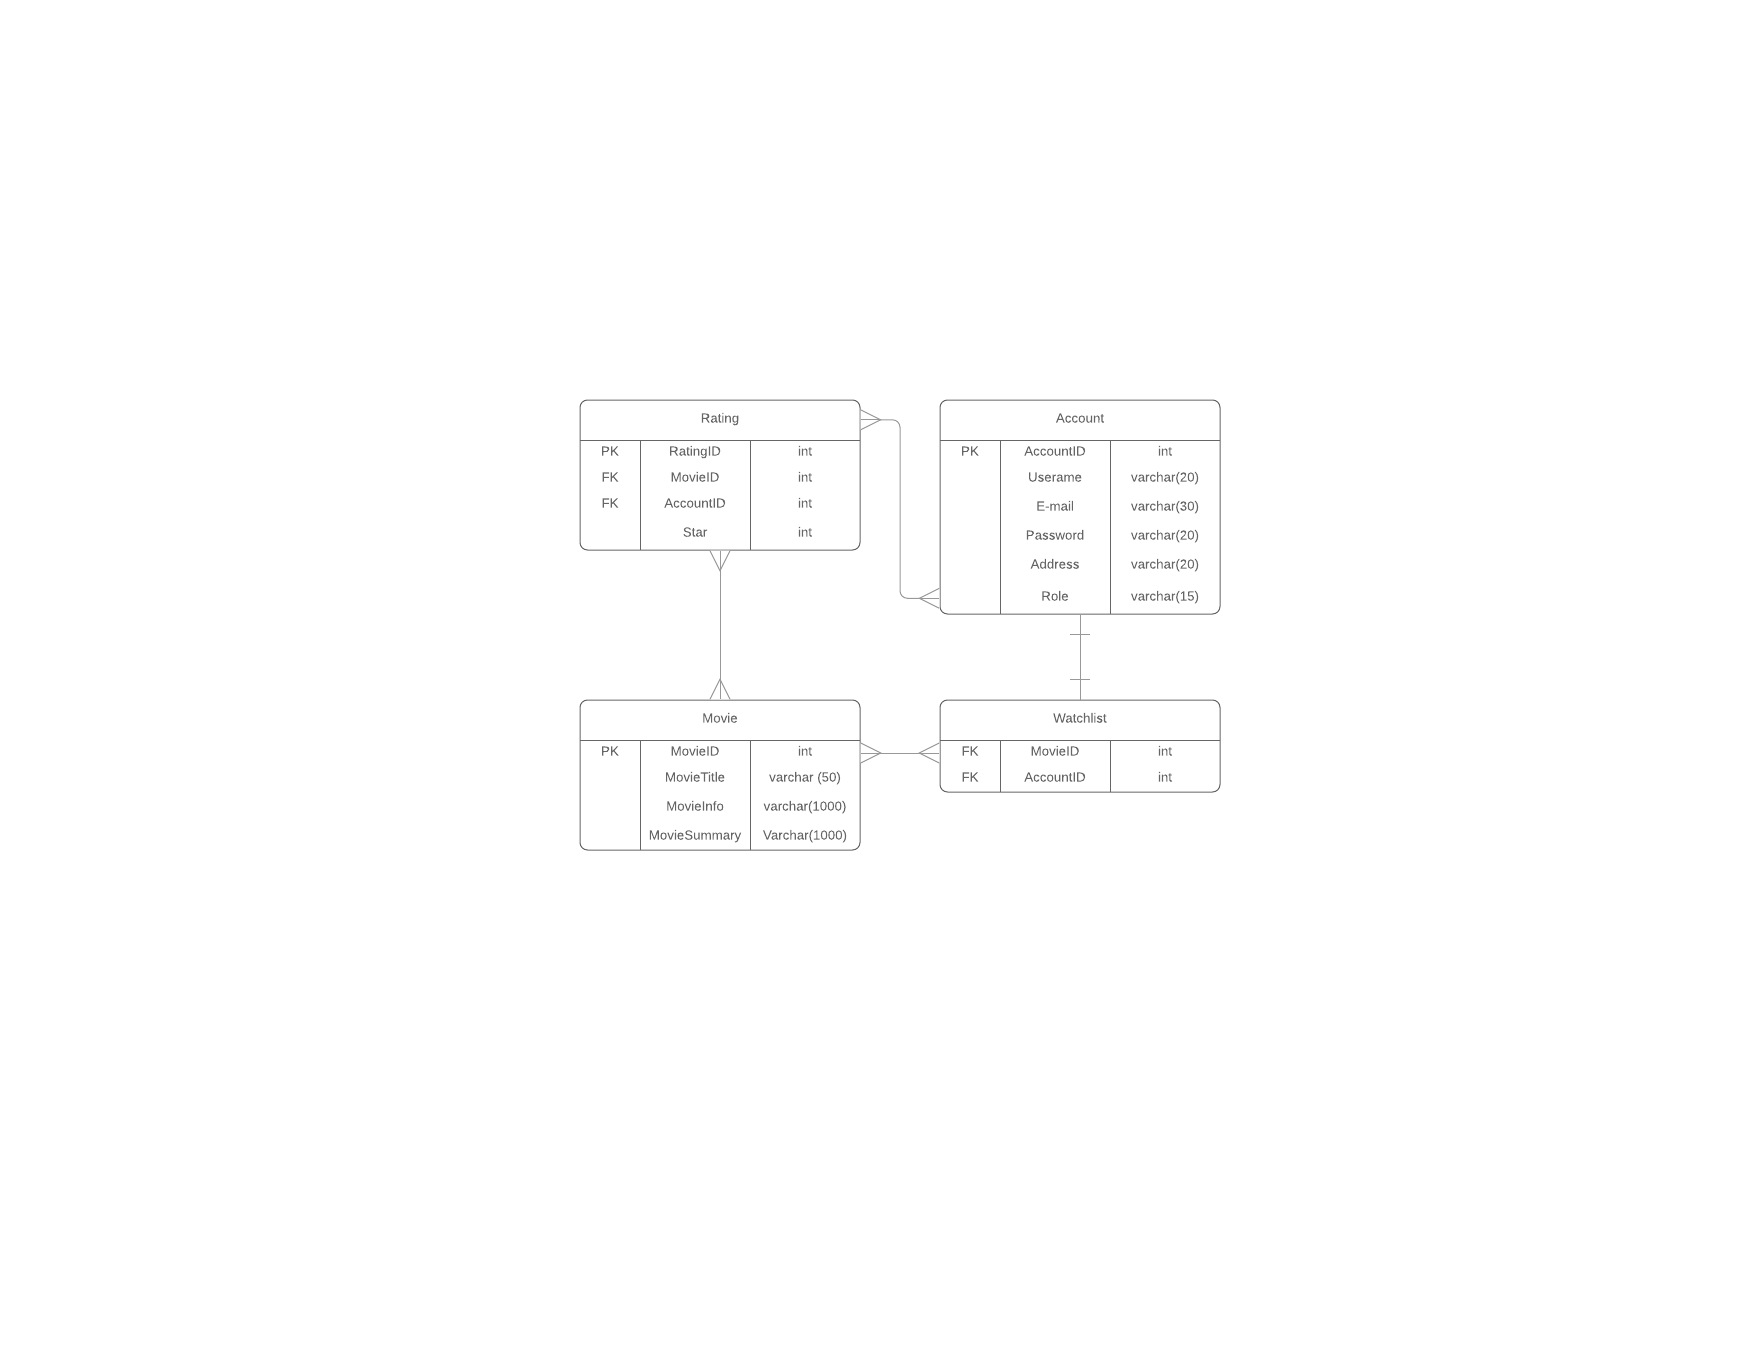 Rating
PK RatingID int
FK MovieID int
FK AccountID int
Star int
Account
PK AccountID int
Userame varchar(20)
E-mail varchar(30)
Password varchar(20)
Address varchar(20)
Role varchar(15)
Movie
PK MovieID int
MovieTitle varchar (50)
MovieInfo varchar(1000)
MovieSummary Varchar(1000)
Watchlist
FK MovieID int
FK AccountID int